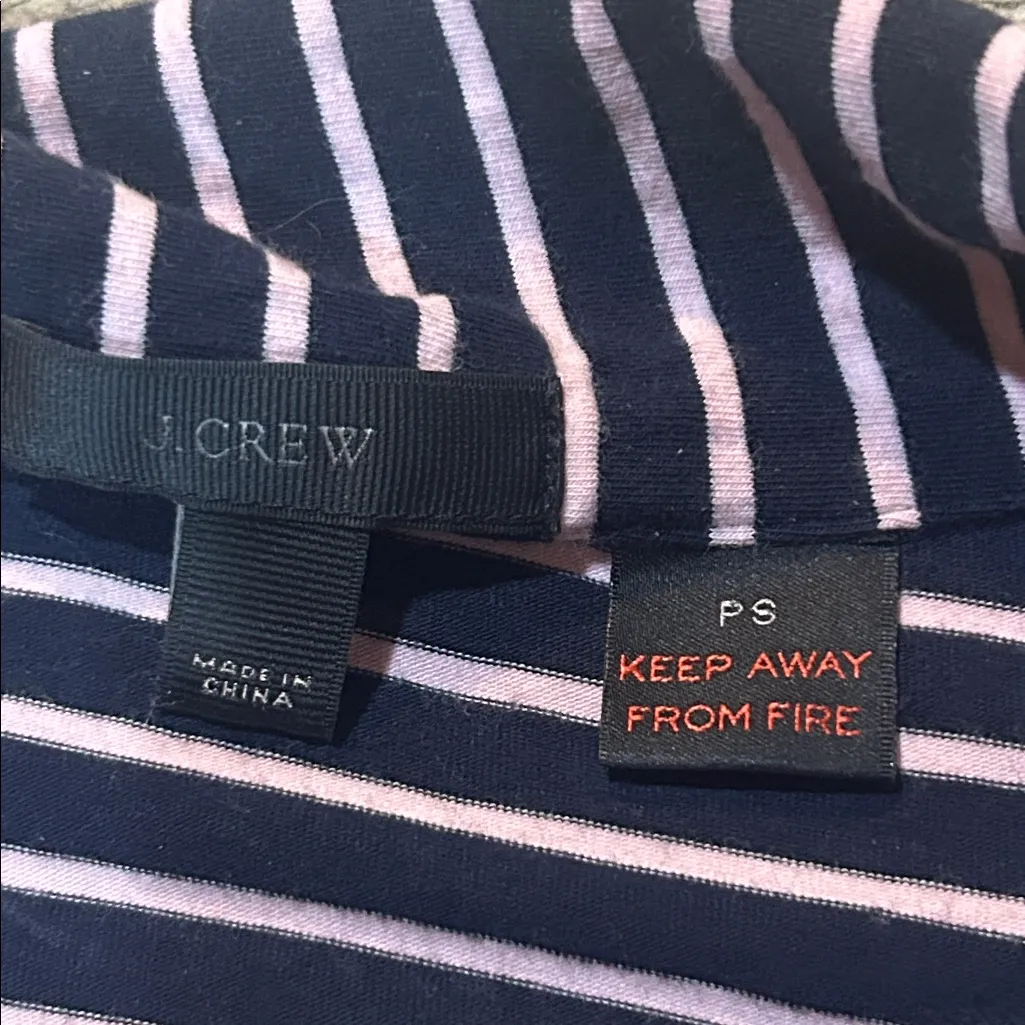 J.CREW
MADE IN
CHINA
PS
KEEP AWAY
FROM FIRE